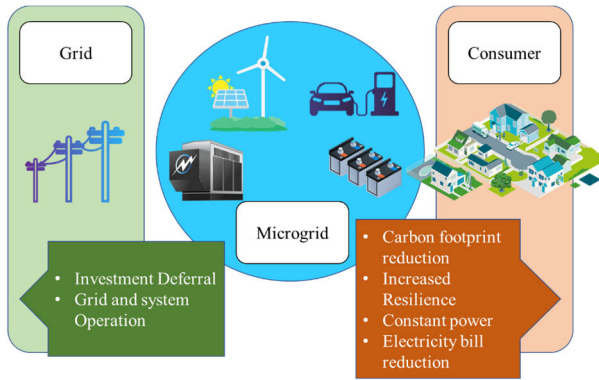 Grid
Consumer
Microgrid
• Investment Deferral
• Grid and system
Operation
• Carbon footprint
reduction
• Increased
Resilience
• Constant power
• Electricity bill
reduction